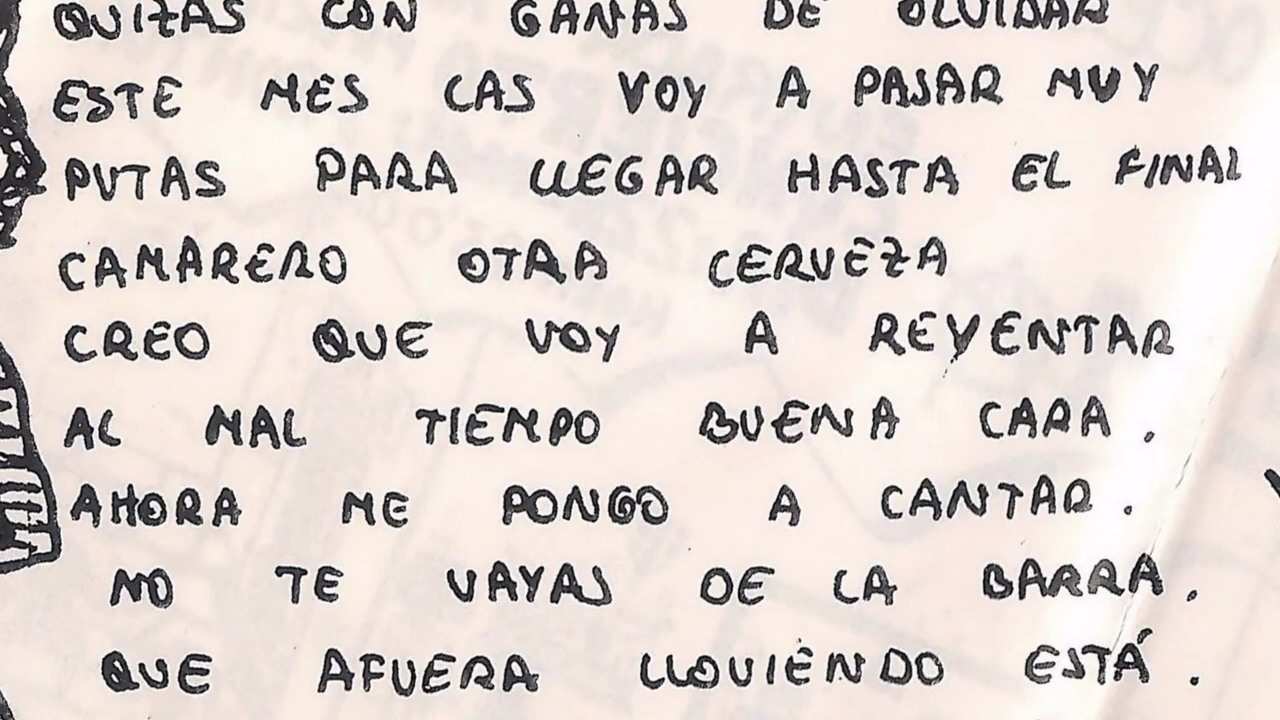 QUIZAS CON GANAS DE OLVIDAR
ESTE MES CAS VOY A PASAR MUY
PUTAS PARA LLEGAR HASTA EL FINAL
CAMARERO OTRA CERVEZA
CREO QUE VOY A REVENTAR
AL MAL TIEMPO BUENA CARA.
AHORA ME PONGO A CANTAR.
NO TE VAYAS DE LA BARRA.
QUE AFUERA LLOVIENDO ESTÁ.